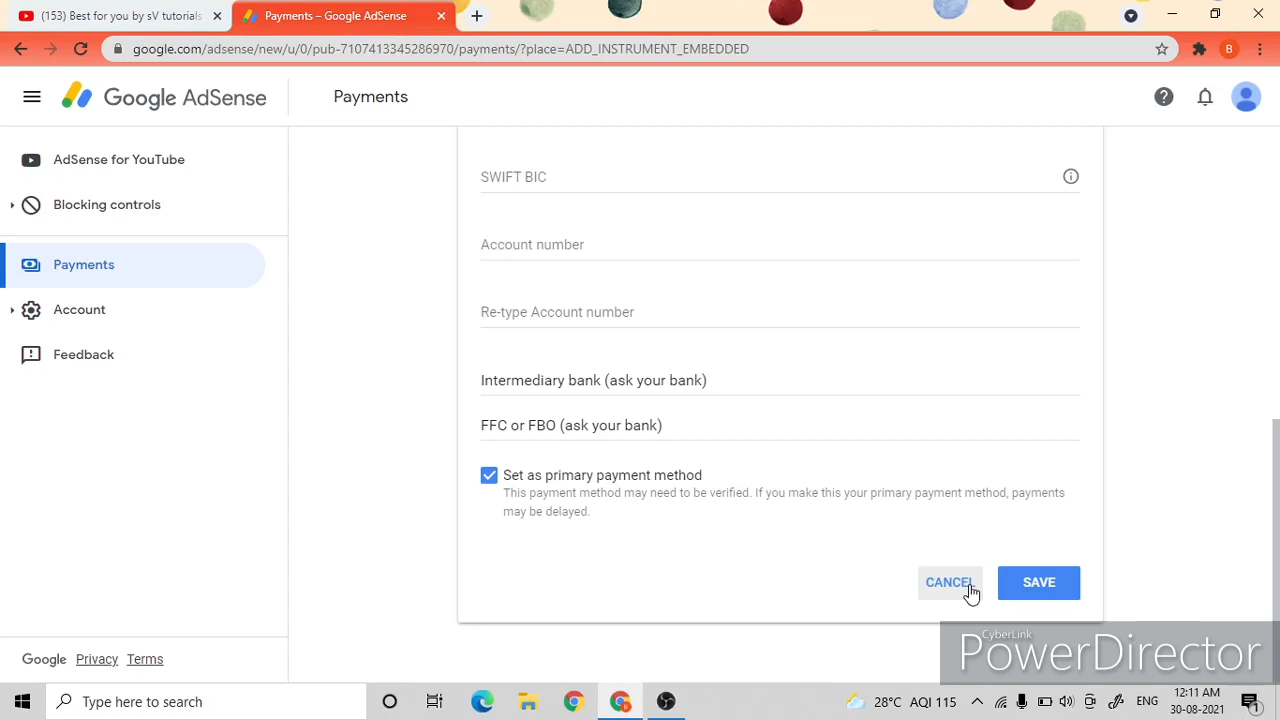 (153) Best for you by sV tutorials
Payments – Google AdSense
google.com/adsense/new/u/0/pub-7107413345286970/payments/?place=ADD_INSTRUMENT_EMBEDDED
B
Google AdSense
Payments
AdSense for YouTube
Blocking controls
Payments
Account
Feedback
SWIFT BIC
Account number
Re-type Account number
Intermediary bank (ask your bank)
FFC or FBO (ask your bank)
Set as primary payment method
This payment method may need to be verified. If you make this your primary payment method, payments
may be delayed.
CANCEL
SAVE
Google Privacy Terms
CyberLink
PowerDirector
Type here to search
28°C AQI 115
12:11 AM
30-08-2021
1